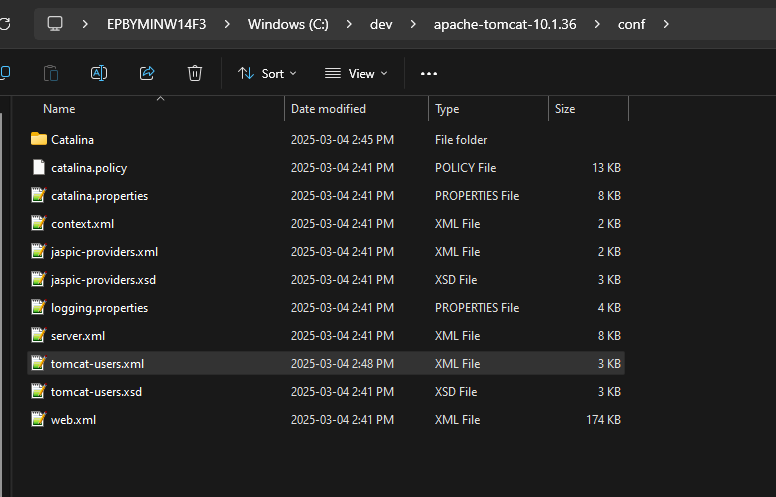 EPBYMINW14F3 > Windows (C:) > dev > apache-tomcat-10.1.36 > conf >
Sort View
Name Date modified Type Size
Catalina 2025-03-04 2:45 PM File folder
catalina.policy 2025-03-04 2:41 PM POLICY File 13 KB
catalina.properties 2025-03-04 2:41 PM PROPERTIES File 8 KB
context.xml 2025-03-04 2:41 PM XML File 2 KB
jaspic-providers.xml 2025-03-04 2:41 PM XML File 2 KB
jaspic-providers.xsd 2025-03-04 2:41 PM XSD File 3 KB
logging.properties 2025-03-04 2:41 PM PROPERTIES File 4 KB
server.xml 2025-03-04 2:41 PM XML File 8 KB
tomcat-users.xml 2025-03-04 2:48 PM XML File 3 KB
tomcat-users.xsd 2025-03-04 2:41 PM XSD File 3 KB
web.xml 2025-03-04 2:41 PM XML File 174 KB